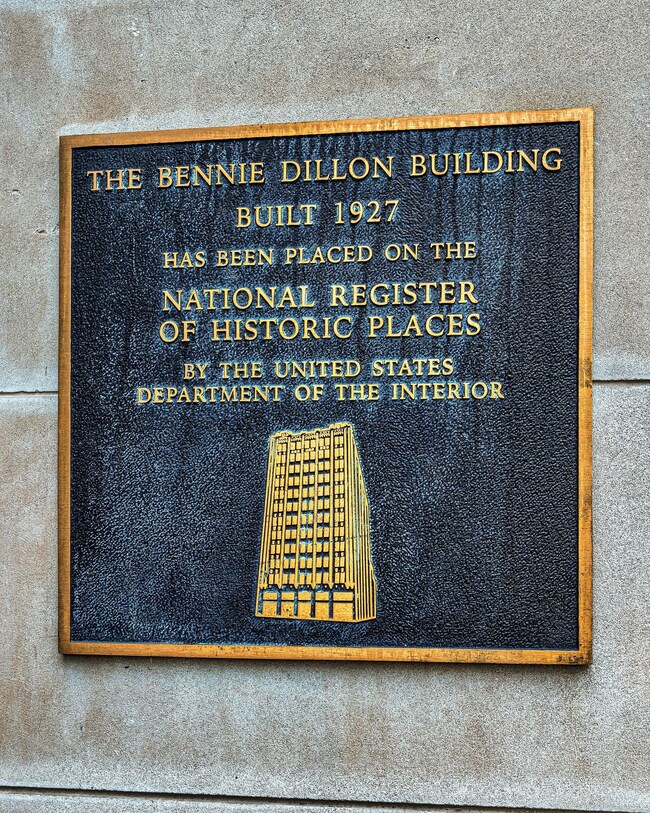 THE BENNIE DILLON BUILDING
BUILT 1927
HAS BEEN PLACED ON THE
NATIONAL REGISTER
OF HISTORIC PLACES
BY THE UNITED STATES
DEPARTMENT OF THE INTERIOR